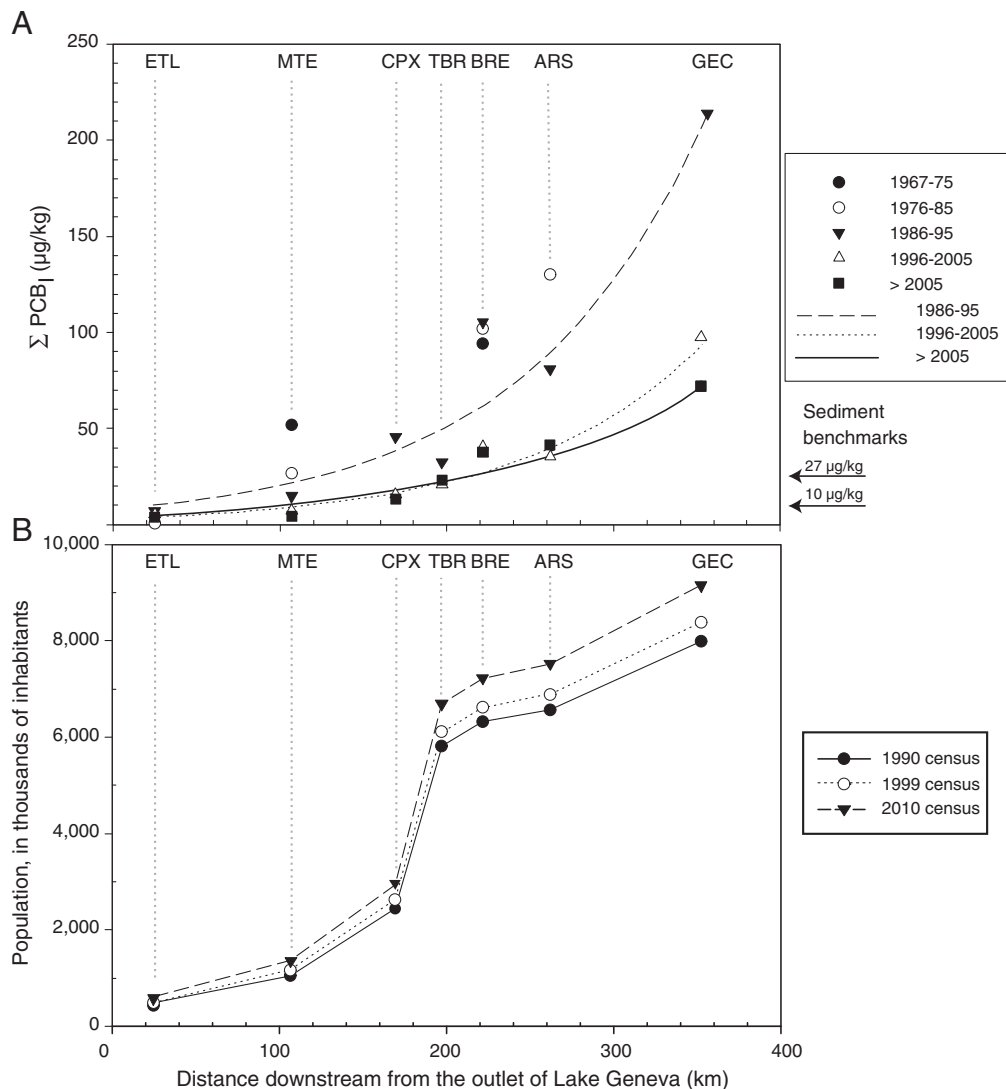 A
250
200
150
100
50
Σ PCBI (µg/kg)
ETL MTE CPX TBR BRE ARS GEC
1967-75
1976-85
1986-95
1996-2005
> 2005
1986-95
1996-2005
> 2005
Sediment
benchmarks
27 µg/kg
10 µg/kg
B
10,000
8,000
6,000
4,000
2,000
0
Population, in thousands of inhabitants
ETL MTE CPX TBR BRE ARS GEC
1990 census
1999 census
2010 census
0 100 200 300 400
Distance downstream from the outlet of Lake Geneva (km)